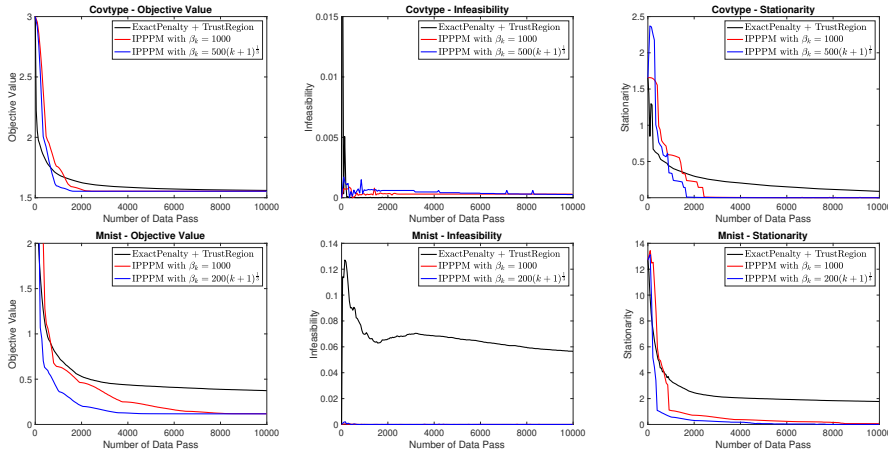 Covtype - Objective Value
3
2.5
2
1.5
Objective Value
0 2000 4000 6000 8000 10000
Number of Data Pass
ExactPenalty + TrustRegion
IPPPM with β_k = 1000
IPPPM with β_k = 500(k + 1)^{1/3}
Covtype - Infeasibility
0.015
0.01
0.005
0
Infeasibility
0 2000 4000 6000 8000 10000
Number of Data Pass
ExactPenalty + TrustRegion
IPPPM with β_k = 1000
IPPPM with β_k = 500(k + 1)^{1/3}
Covtype - Stationarity
2.5
2
1.5
1
0.5
0
Stationarity
0 2000 4000 6000 8000 10000
Number of Data Pass
ExactPenalty + TrustRegion
IPPPM with β_k = 1000
IPPPM with β_k = 500(k + 1)^{1/3}
Mnist - Objective Value
2
1.5
1
0.5
0
Objective Value
0 2000 4000 6000 8000 10000
Number of Data Pass
ExactPenalty + TrustRegion
IPPPM with β_k = 1000
IPPPM with β_k = 200(k + 1)^{1/3}
Mnist - Infeasibility
0.14
0.12
0.1
0.08
0.06
0.04
0.02
0
Infeasibility
0 2000 4000 6000 8000 10000
Number of Data Pass
ExactPenalty + TrustRegion
IPPPM with β_k = 1000
IPPPM with β_k = 200(k + 1)^{1/3}
Mnist - Stationarity
14
12
10
8
6
4
2
0
Stationarity
0 2000 4000 6000 8000 10000
Number of Data Pass
ExactPenalty + TrustRegion
IPPPM with β_k = 1000
IPPPM with β_k = 200(k + 1)^{1/3}